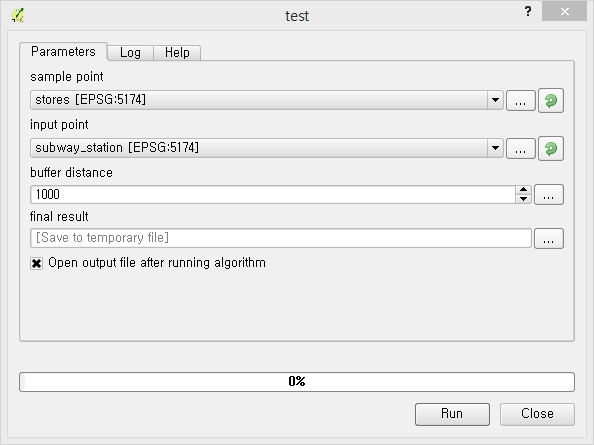 test
?
Parameters Log Help
sample point
stores [EPSG:5174]
...
input point
subway_station [EPSG:5174]
...
buffer distance
1000
...
final result
[Save to temporary file]
...
Open output file after running algorithm
0%
Run Close